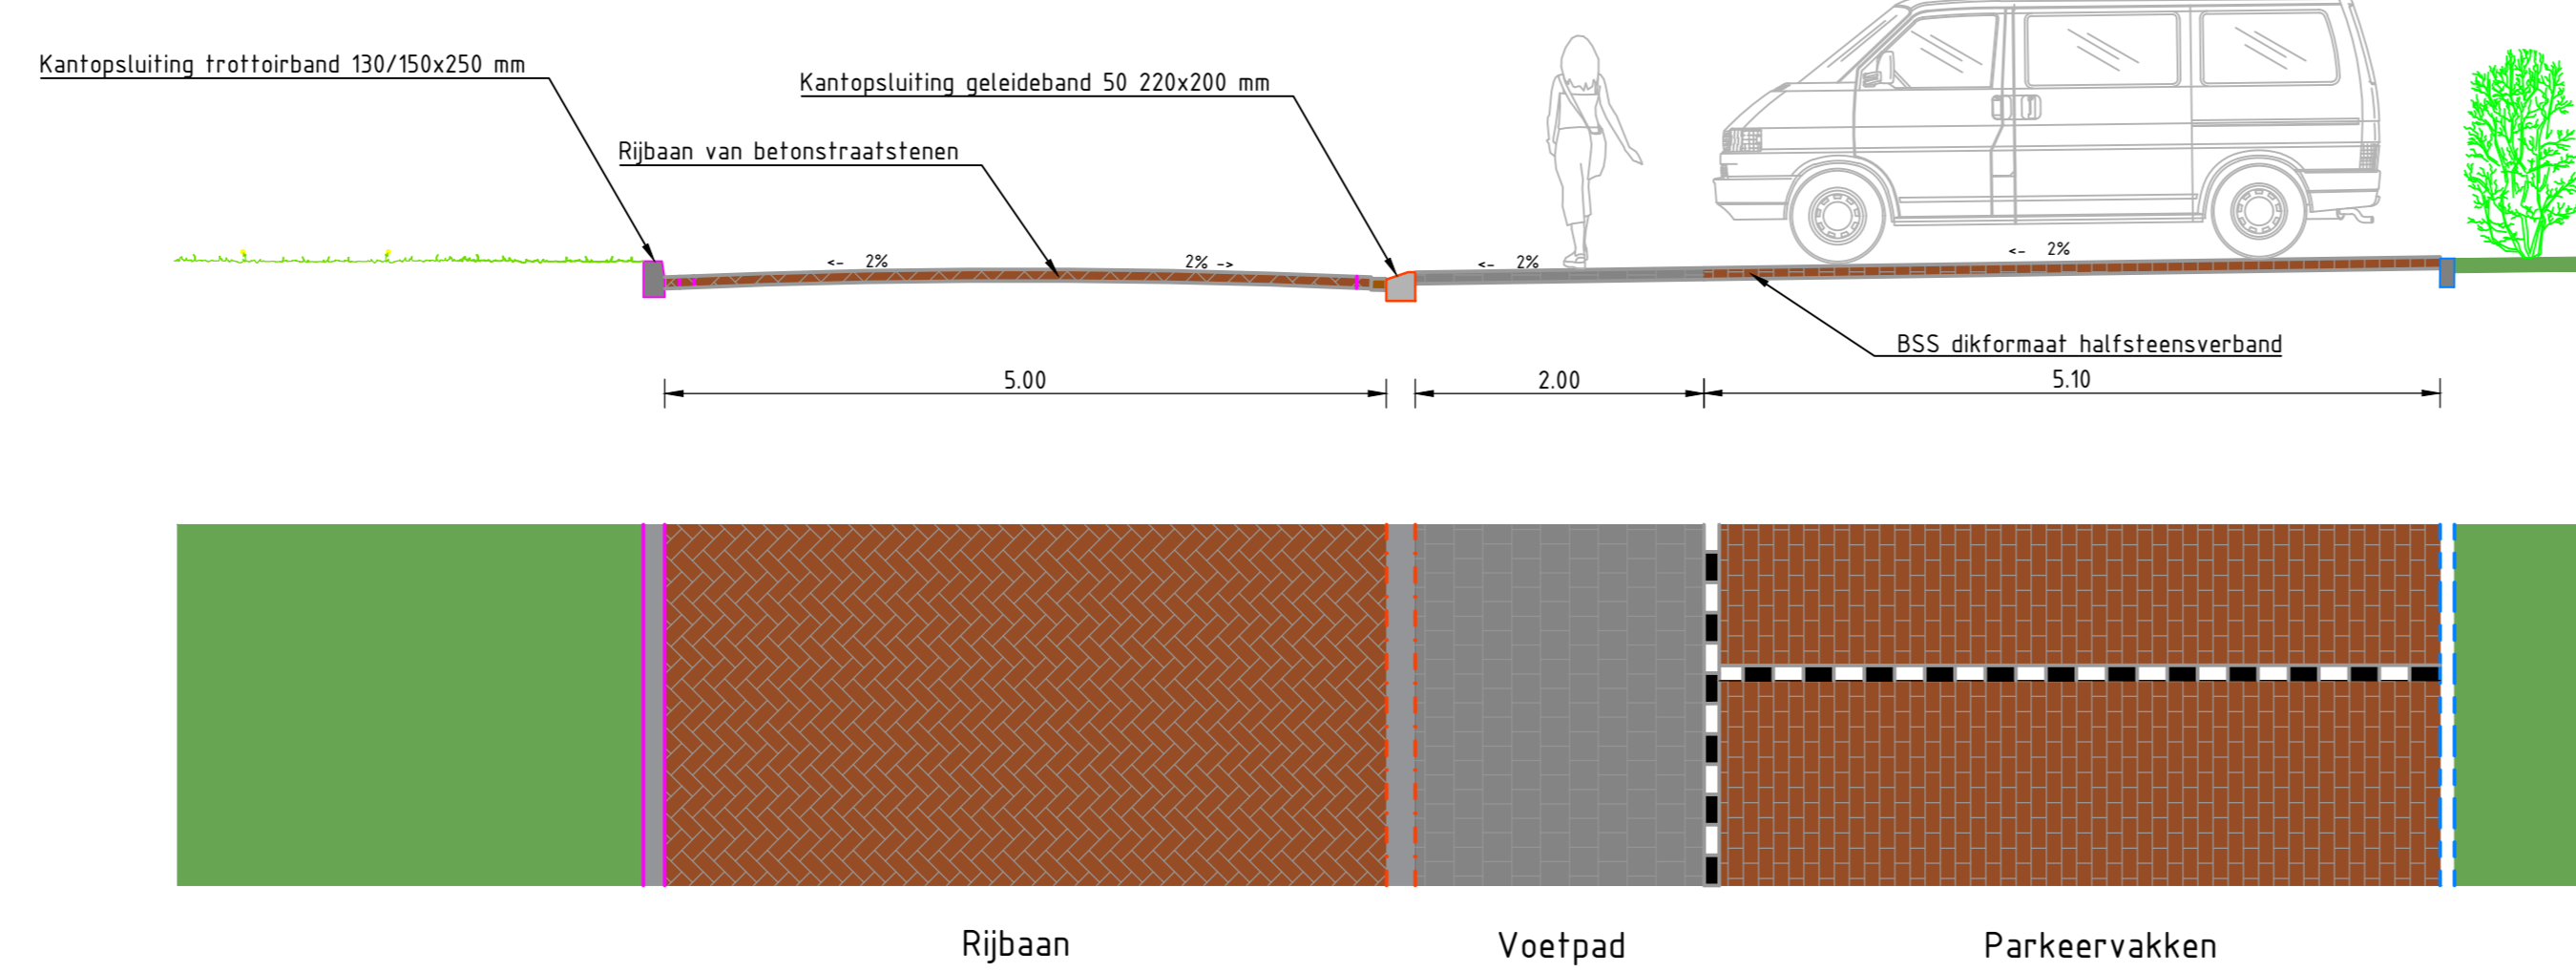 Kantopsluiting trottoirband 130/150x250 mm
Kantopsluiting geleideband 50 220x200 mm
Rijbaan van betonstraatstenen
<- 2%
2% ->
<- 2%
<- 2%
BSS dikformaat halfsteensverband
5.00
2.00
5.10
Rijbaan
Voetpad
Parkeervakken